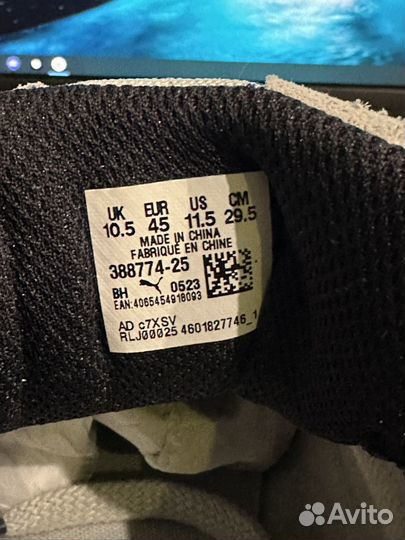 UK EUR US CM
10.5 45 11.5 29.5
MADE IN CHINA
FABRIQUÉ EN CHINE
388774-25
BH 0523
EAN:4065454918093
AD c7XSV
RLJ00025 4601827746_1
Avito